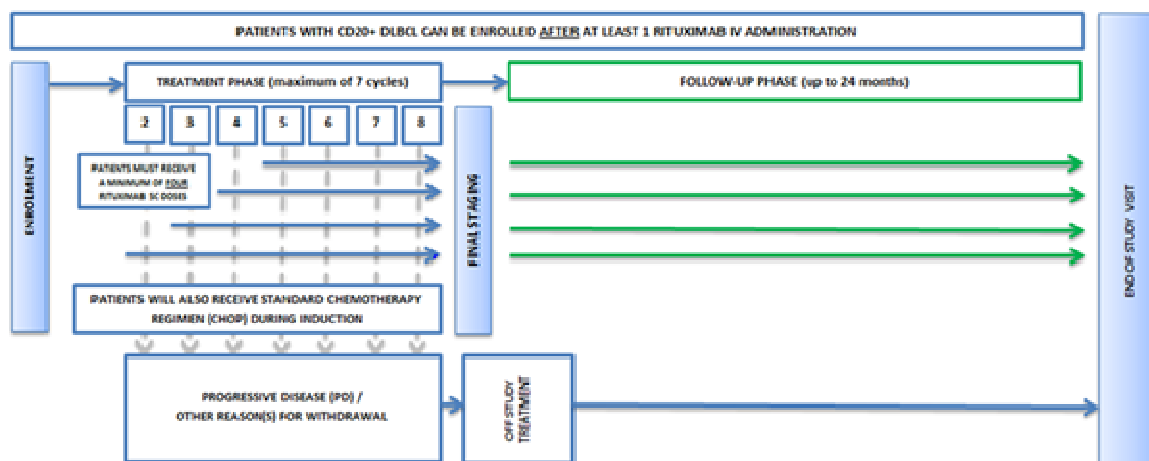 PATIENTS WITH CD20+ DLBCL CAN BE ENROLLED AFTER AT LEAST 1 RITUXIMAB IV ADMINISTRATION
ENROLMENT
TREATMENT PHASE (maximum of 7 cycles)
FOLLOW-UP PHASE (up to 24 months)
2 3 4 5 6 7 8
PATIENTS MUST RECEIVE
A MINIMUM OF FOUR
RITUXIMAB SC DOSES
FINAL STAGING
END OF STUDY VISIT
PATIENTS WILL ALSO RECEIVE STANDARD CHEMOTHERAPY
REGIMEN (CHOP) DURING INDUCTION
PROGRESSIVE DISEASE (PD) /
OTHER REASON(S) FOR WITHDRAWAL
OFF STUDY
TREATMENT